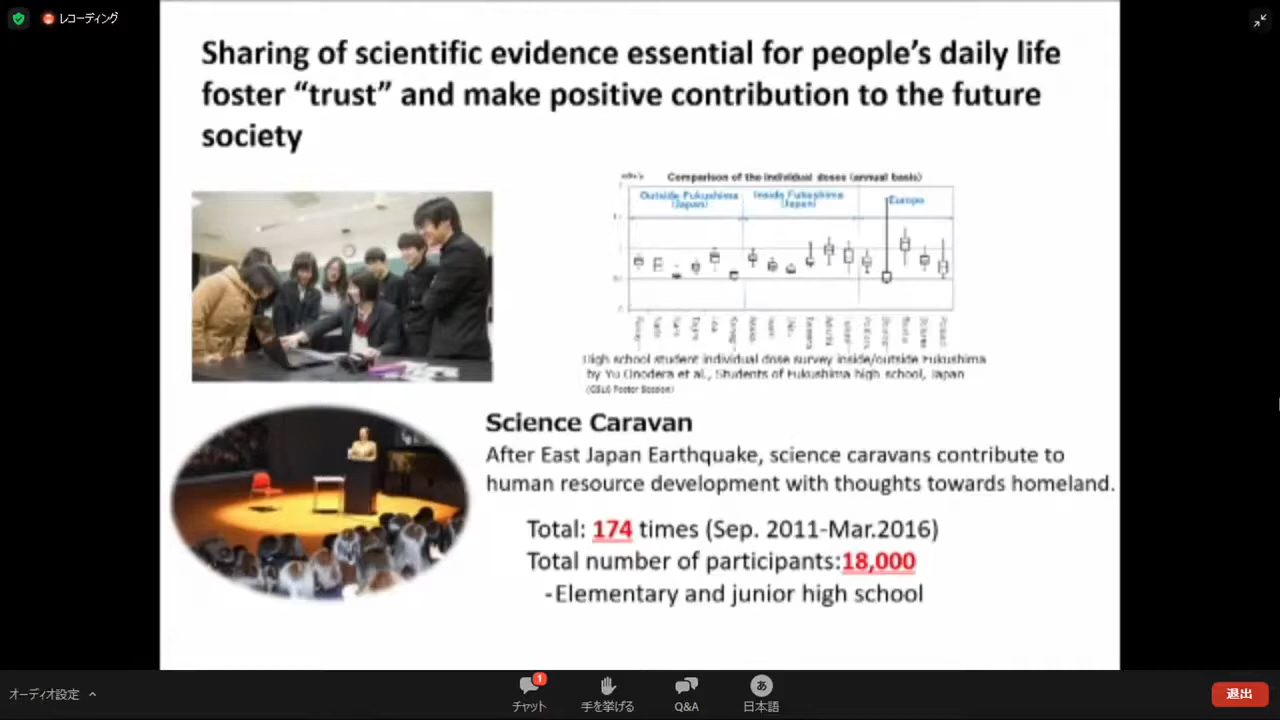 レコーディング
Sharing of scientific evidence essential for people's daily life
foster “trust” and make positive contribution to the future
society
Comparison of the individual doses (annual basis)
Outside Fukushima
(Japan)
Inside Fukushima
(Japan)
Europe
High school student individual dose survey inside/outside Fukushima
by Yu Onodera et al., Students of Fukushima high school, Japan
Science Caravan
After East Japan Earthquake, science caravans contribute to
human resource development with thoughts towards homeland.
Total: 174 times (Sep. 2011-Mar.2016)
Total number of participants:18,000
-Elementary and junior high school
オーディオ設定
1
チャット
手を挙げる
Q&A
あ
日本語
退出